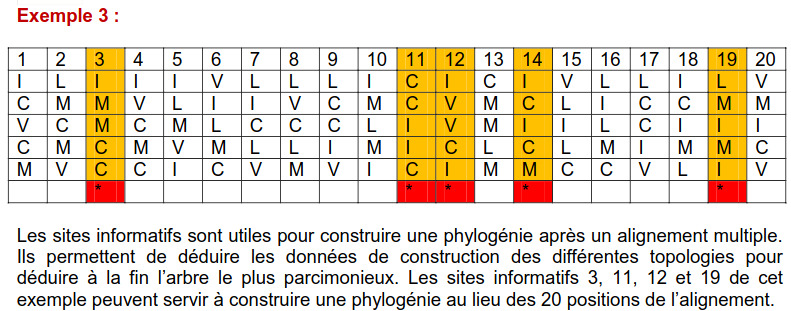 Exemple 3 :
1 2 3 4 5 6 7 8 9 10 11 12 13 14 15 16 17 18 19 20
I L I I I V L L L I C I C I V L L I L V
C M M V L I I V C M C V M C L I C C M M
V C M C M L C C C L I V M I I L C I I I
C M C M V M L L I M I C L C L M I M M C
M V C C I C V M V I C I M M C C V L I V
* * * * *
Les sites informatifs sont utiles pour construire une phylogénie après un alignement multiple.
Ils permettent de déduire les données de construction des différentes topologies pour
déduire à la fin l’arbre le plus parcimonieux. Les sites informatifs 3, 11, 12 et 19 de cet
exemple peuvent servir à construire une phylogénie au lieu des 20 positions de l’alignement.